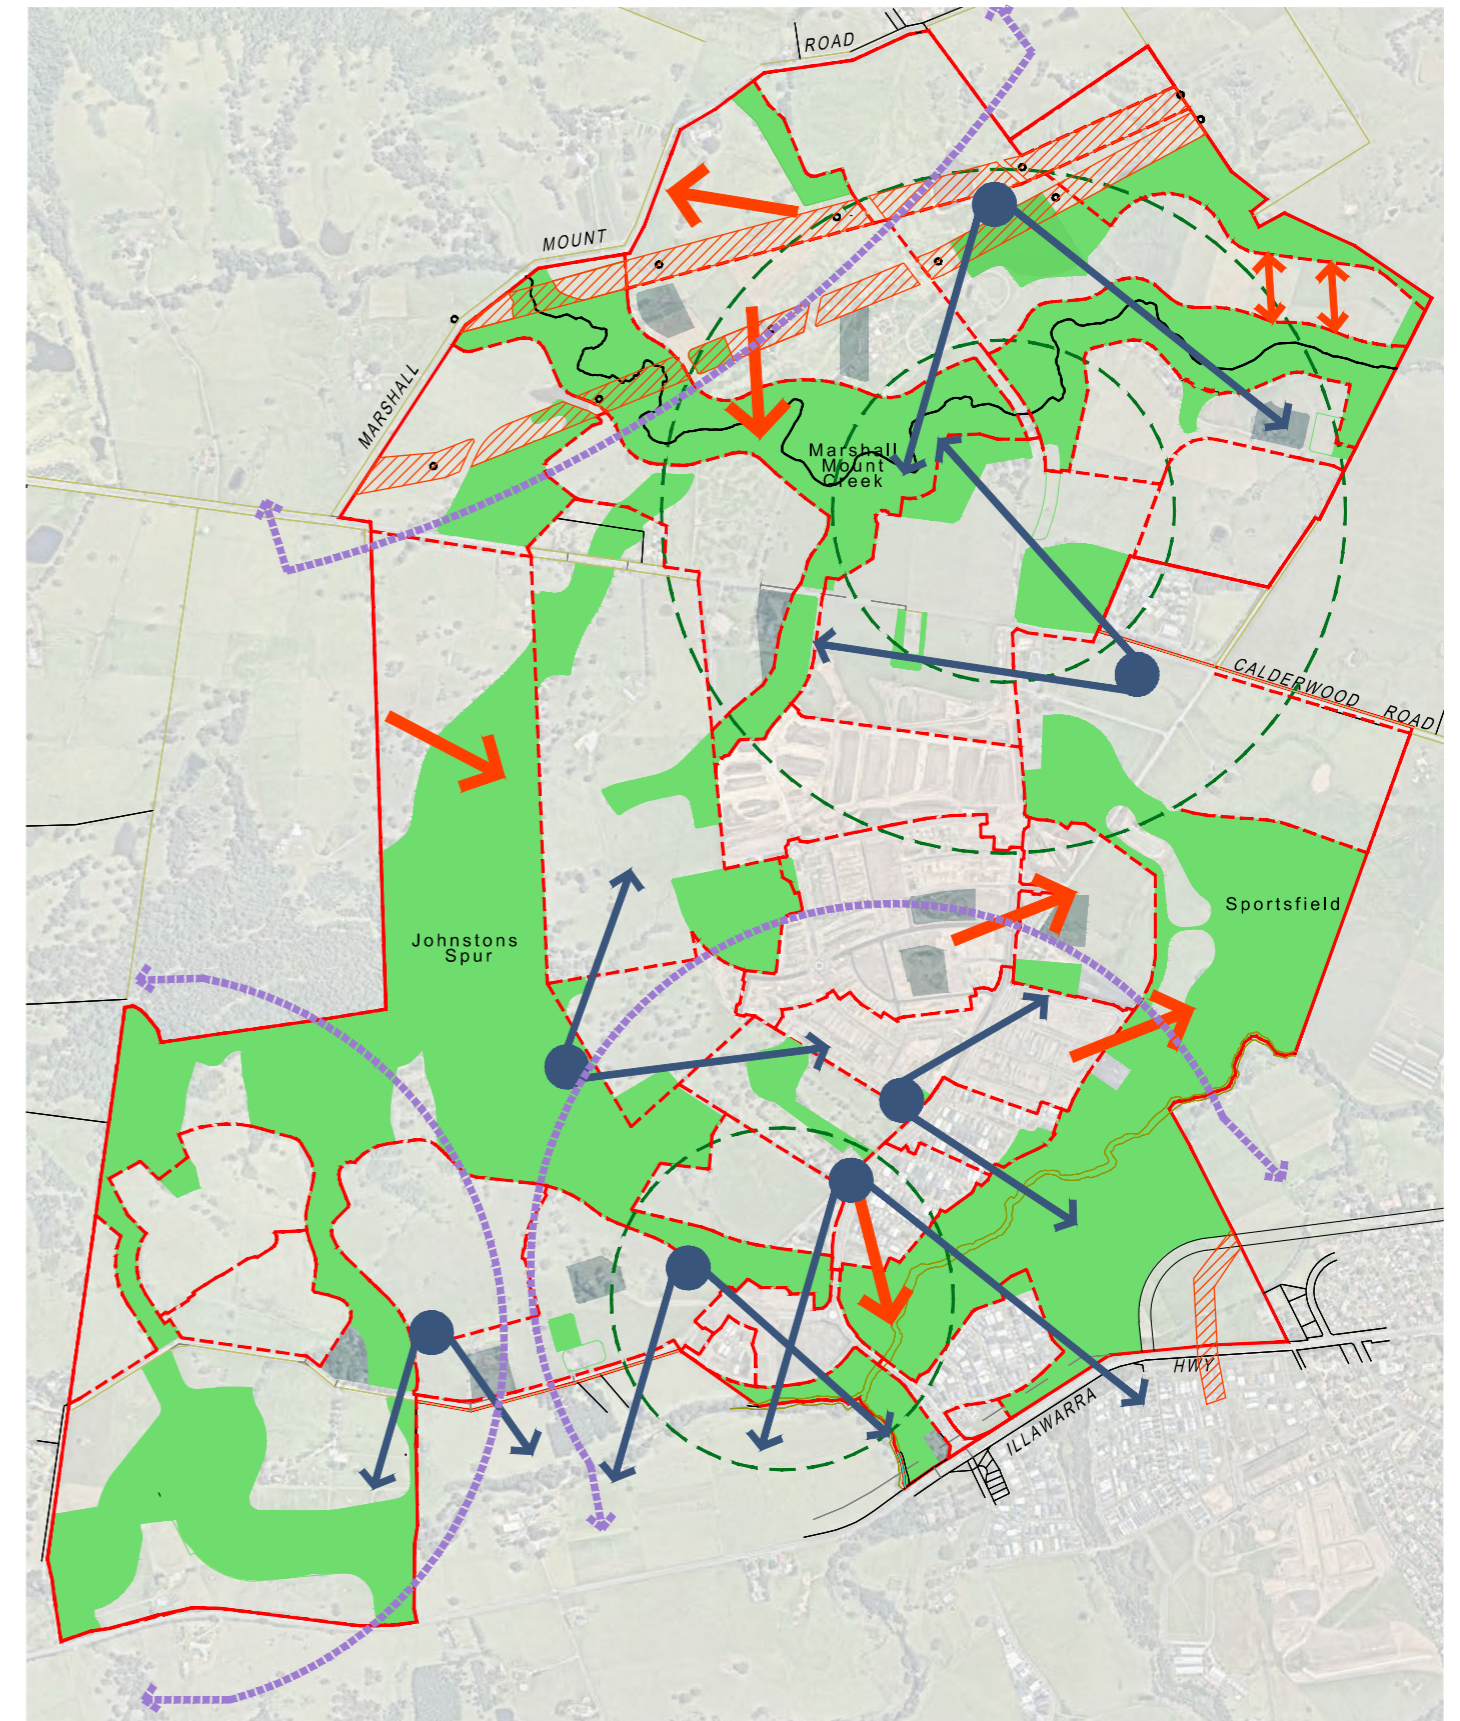 ROAD
MOUNT
MARSHALL
Marshall
Mount
Creek
CALDERWOOD ROAD
Sportsfield
Johnstons
Spur
HWY
ILLAWARRA